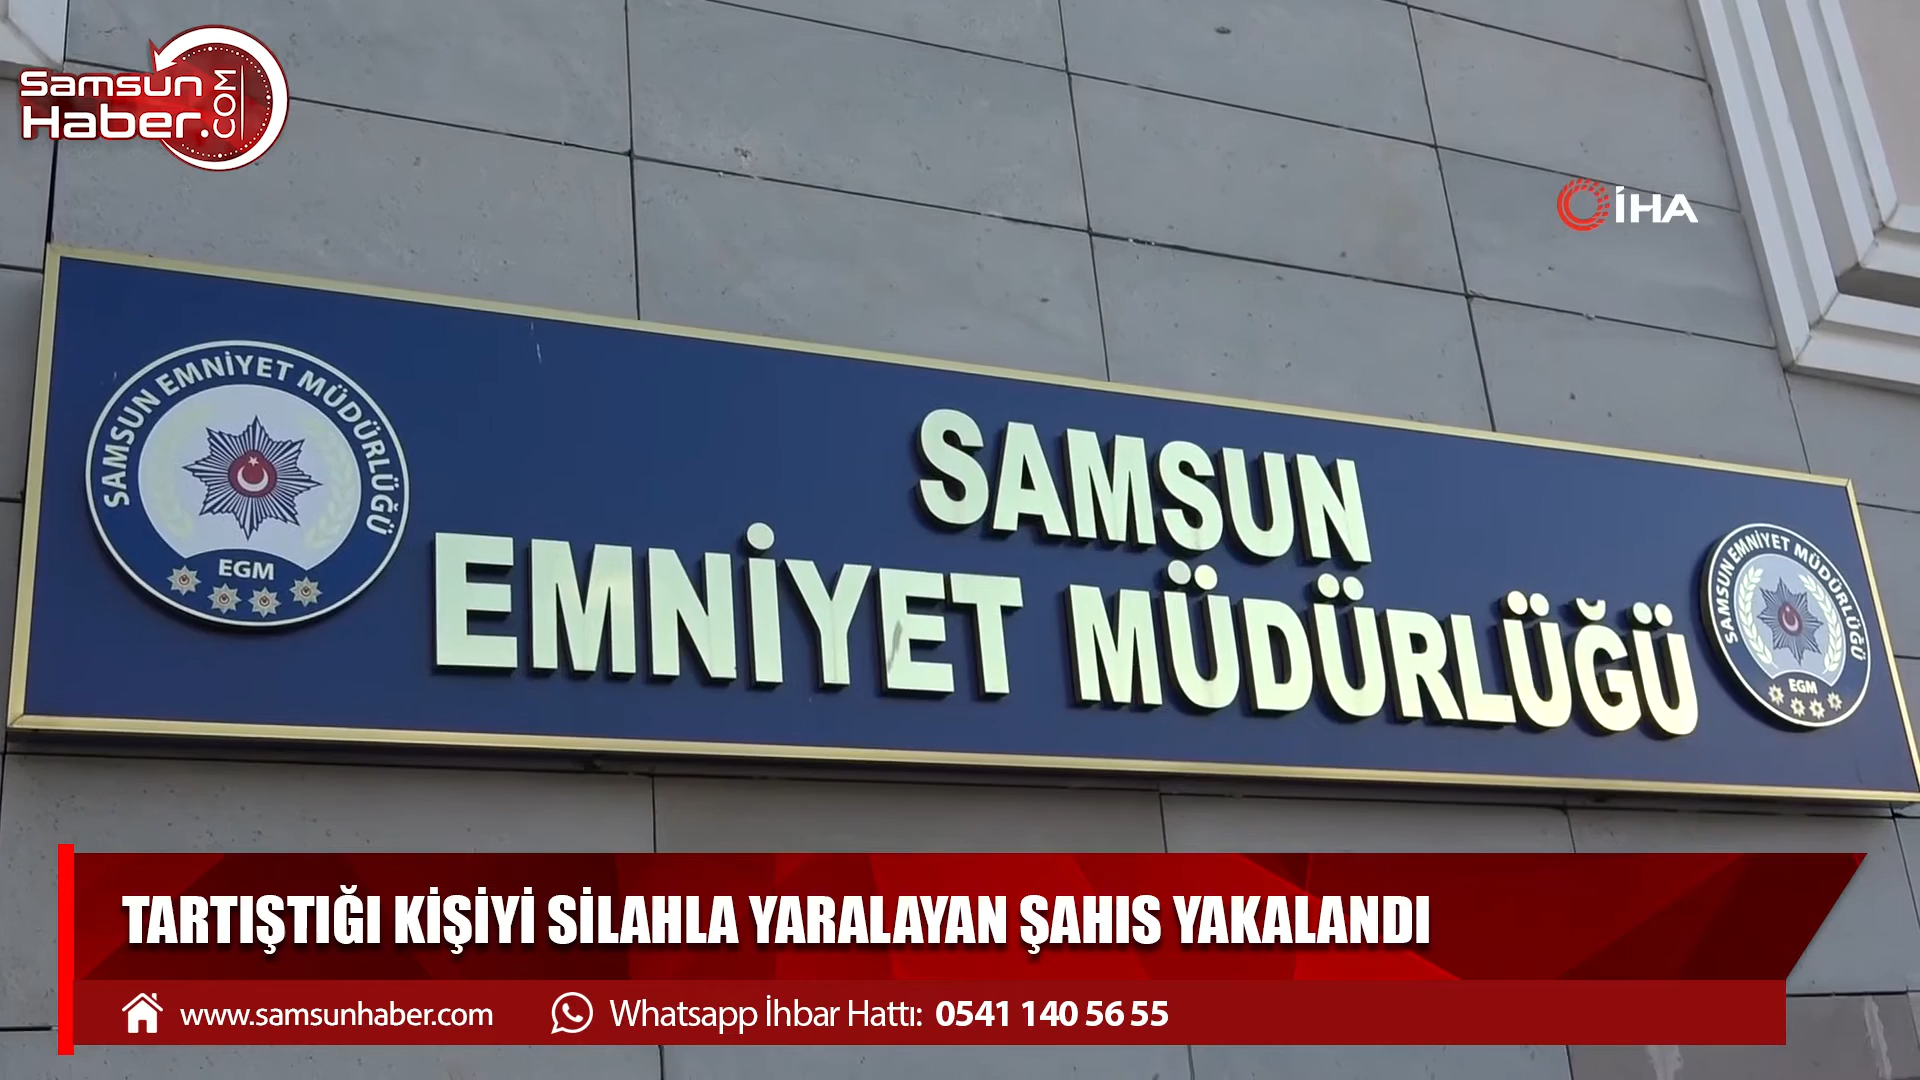 Samsun
Haber.COM
İHA
SAMSUN EMNİYET MÜDÜRLÜĞÜ
EGM
SAMSUN
EMNİYET MÜDÜRLÜĞÜ
SAMSUN EMNİYET MÜDÜRLÜĞÜ
EGM
TARTIŞTIĞI KİŞİYİ SİLAHLA YARALAYAN ŞAHIS YAKALANDI
www.samsunhaber.com
Whatsapp İhbar Hattı: 0541 140 56 55